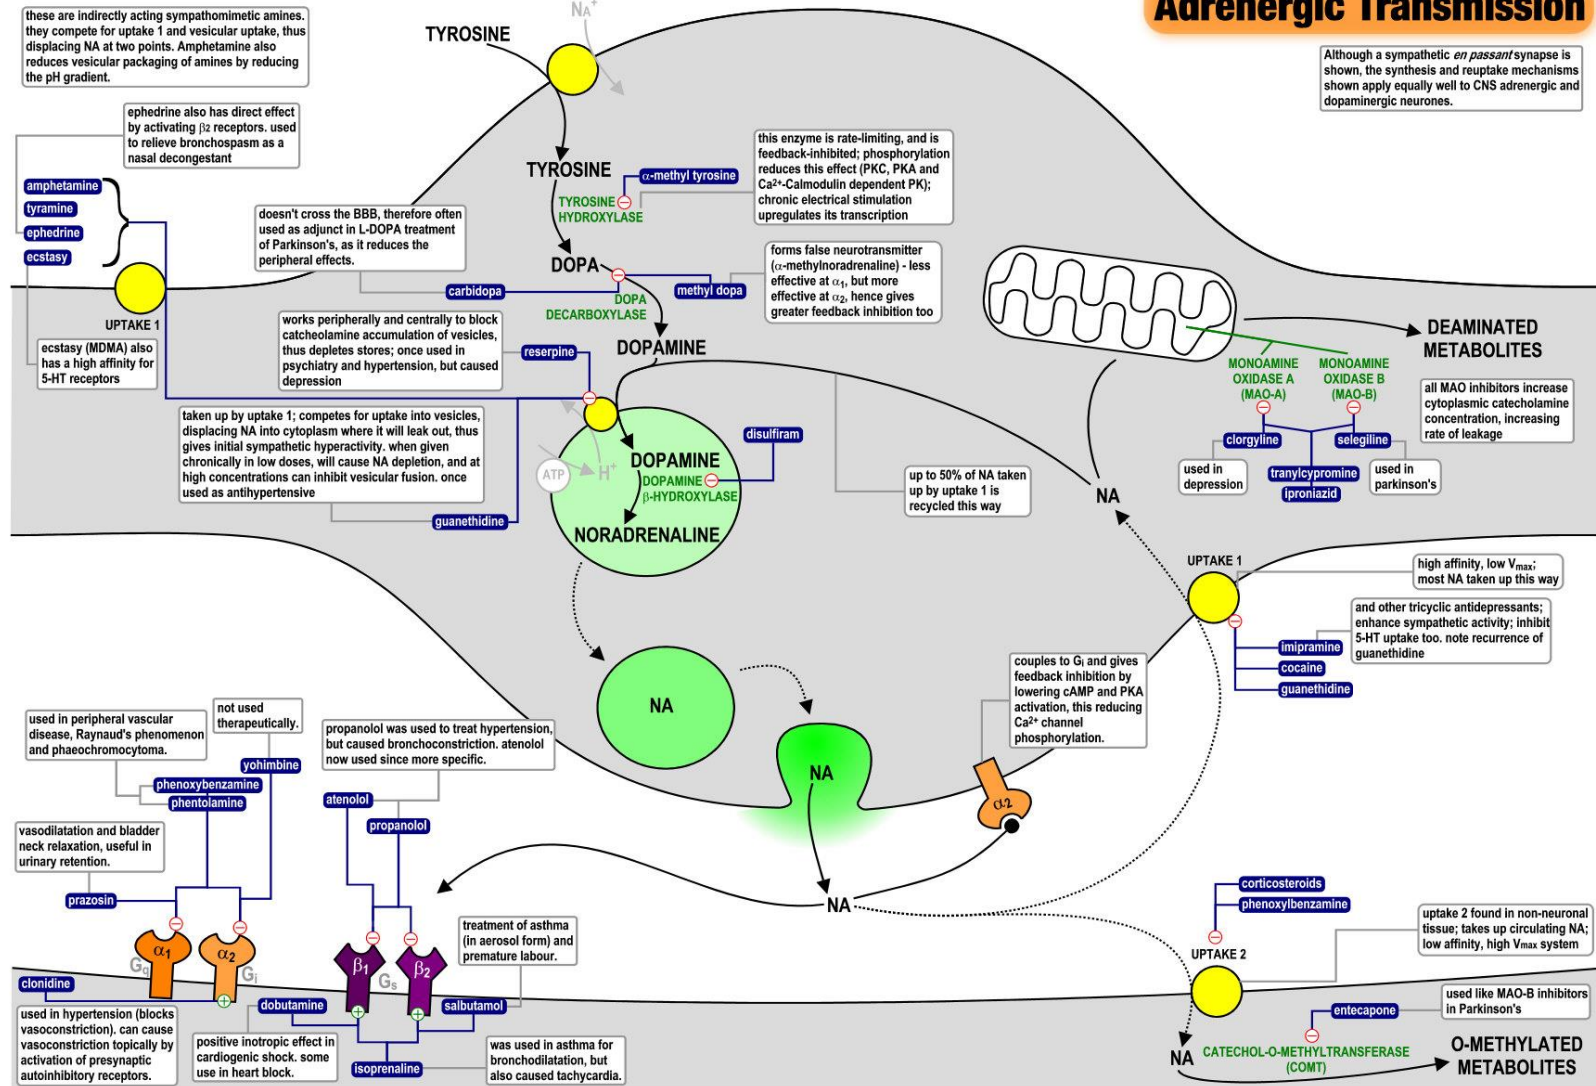 Adrenergic Transmission
these are indirectly acting sympathomimetic amines.
they compete for uptake 1 and vesicular uptake, thus
displacing NA at two points. Amphetamine also
reduces vesicular packaging of amines by reducing
the pH gradient.
NA+
TYROSINE
Although a sympathetic en passant synapse is
shown, the synthesis and reuptake mechanisms
shown apply equally well to CNS adrenergic and
dopaminergic neurones.
ephedrine also has direct effect
by activating β2 receptors. used
to relieve bronchospasm as a
nasal decongestant
amphetamine
tyramine
ephedrine
ecstasy
UPTAKE 1
ecstasy (MDMA) also
has a high affinity for
5-HT receptors
TYROSINE
α-methyl tyrosine
TYROSINE
HYDROXYLASE
this enzyme is rate-limiting, and is
feedback-inhibited; phosphorylation
reduces this effect (PKC, PKA and
Ca2+-Calmodulin dependent PK);
chronic electrical stimulation
upregulates its transcription
doesn't cross the BBB, therefore often
used as adjunct in L-DOPA treatment
of Parkinson's, as it reduces the
peripheral effects.
DOPA
carbidopa
methyl dopa
DOPA
DECARBOXYLASE
forms false neurotransmitter
(α-methylnoradrenaline) - less
effective at α1, but more
effective at α2, hence gives
greater feedback inhibition too
works peripherally and centrally to block
catcheolamine accumulation of vesicles,
thus depletes stores; once used in
psychiatry and hypertension, but caused
depression
reserpine
DOPAMINE
taken up by uptake 1; competes for uptake into vesicles,
displacing NA into cytoplasm where it will leak out, thus
gives initial sympathetic hyperactivity. when given
chronically in low doses, will cause NA depletion, and at
high concentrations can inhibit vesicular fusion. once
used as antihypertensive
guanethidine
ATP
H+
DOPAMINE
DOPAMINE
β-HYDROXYLASE
disulfiram
NORADRENALINE
up to 50% of NA taken
up by uptake 1 is
recycled this way
NA
DEAMINATED
METABOLITES
MONOAMINE
OXIDASE A
(MAO-A)
MONOAMINE
OXIDASE B
(MAO-B)
all MAO inhibitors increase
cytoplasmic catecholamine
concentration, increasing
rate of leakage
clorgyline
selegiline
used in
depression
tranylcypromine
iproniazid
used in
parkinson's
UPTAKE 1
high affinity, low Vmax;
most NA taken up this way
and other tricyclic antidepressants;
enhance sympathetic activity; inhibit
5-HT uptake too. note recurrence of
guanethidine
imipramine
cocaine
guanethidine
NA
NA
couples to Gi and gives
feedback inhibition by
lowering cAMP and PKA
activation, this reducing
Ca2+ channel
phosphorylation.
α2
NA
used in peripheral vascular
disease, Raynaud's phenomenon
and phaeochromocytoma.
not used
therapeutically.
propanolol was used to treat hypertension,
but caused bronchoconstriction. atenolol
now used since more specific.
yohimbine
phenoxybenzamine
phentolamine
atenolol
propanolol
vasodilatation and bladder
neck relaxation, useful in
urinary retention.
prazosin
treatment of asthma
(in aerosol form) and
premature labour.
α1
α2
Gq
Gi
β1
β2
Gs
clonidine
used in hypertension (blocks
vasoconstriction). can cause
vasoconstriction topically by
activation of presynaptic
autoinhibitory receptors.
dobutamine
salbutamol
positive inotropic effect in
cardiogenic shock. some
use in heart block.
isoprenaline
was used in asthma for
bronchodilatation, but
also caused tachycardia.
corticosteroids
phenoxylbenzamine
UPTAKE 2
uptake 2 found in non-neuronal
tissue; takes up circulating NA;
low affinity, high Vmax system
entecapone
used like MAO-B inhibitors
in Parkinson's
NA
CATECHOL-O-METHYLTRANSFERASE
(COMT)
O-METHYLATED
METABOLITES